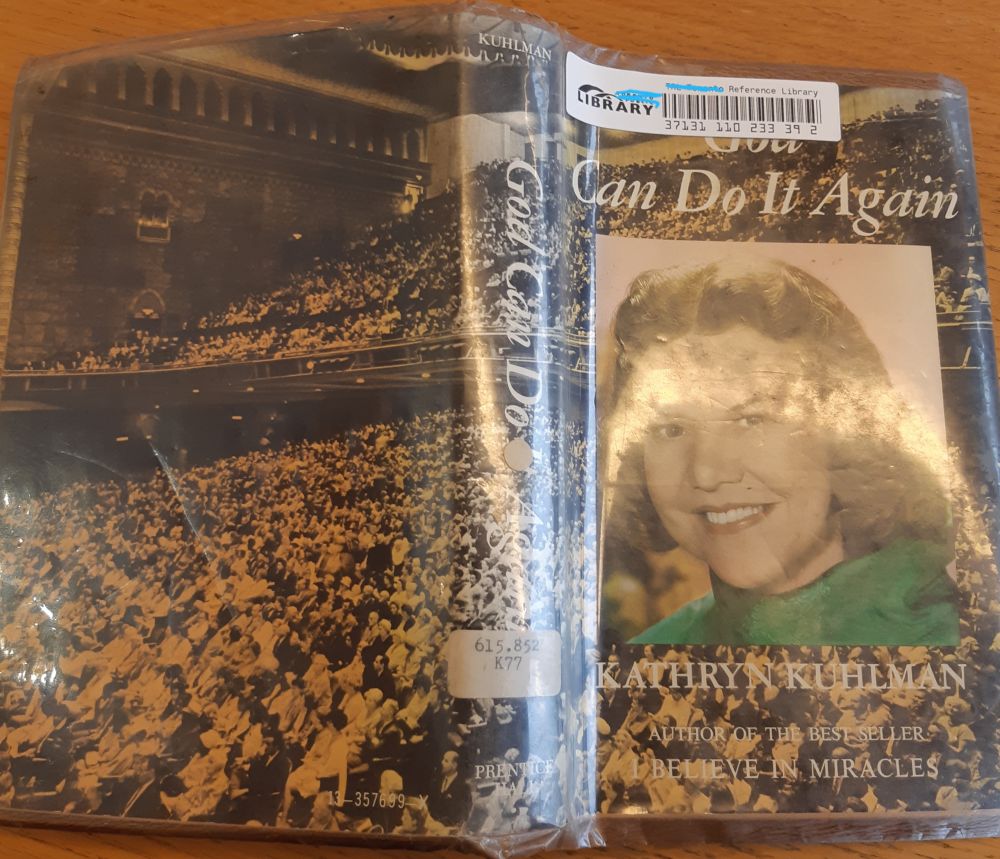 13-357699-X
KUHLMAN
God Can Do It Again
615.852
K77
PRENTICE
HALL
LIBRARY
Reference Library
37131 110 233 39 2
God
Can Do It Again
KATHRYN KUHLMAN
AUTHOR OF THE BEST SELLER
I BELIEVE IN MIRACLES